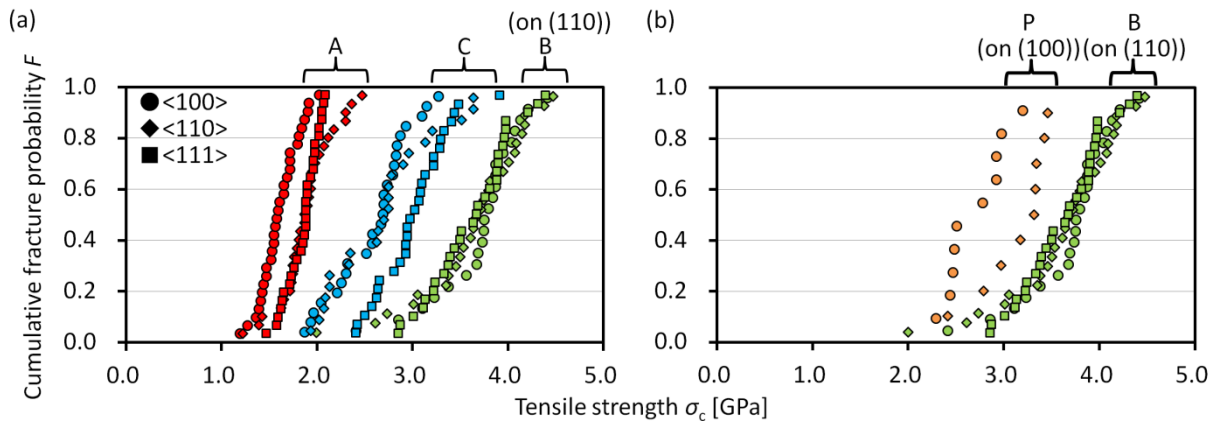 (a)
(on (110))
A
C
B
Cumulative fracture probability F
1.0
0.8
0.6
0.4
0.2
0.0
<100>
<110>
<111>
0.0 1.0 2.0 3.0 4.0 5.0
(b)
P
B
(on (100))
(on (110))
1.0
0.8
0.6
0.4
0.2
0.0
0.0 1.0 2.0 3.0 4.0 5.0
Tensile strength σc [GPa]